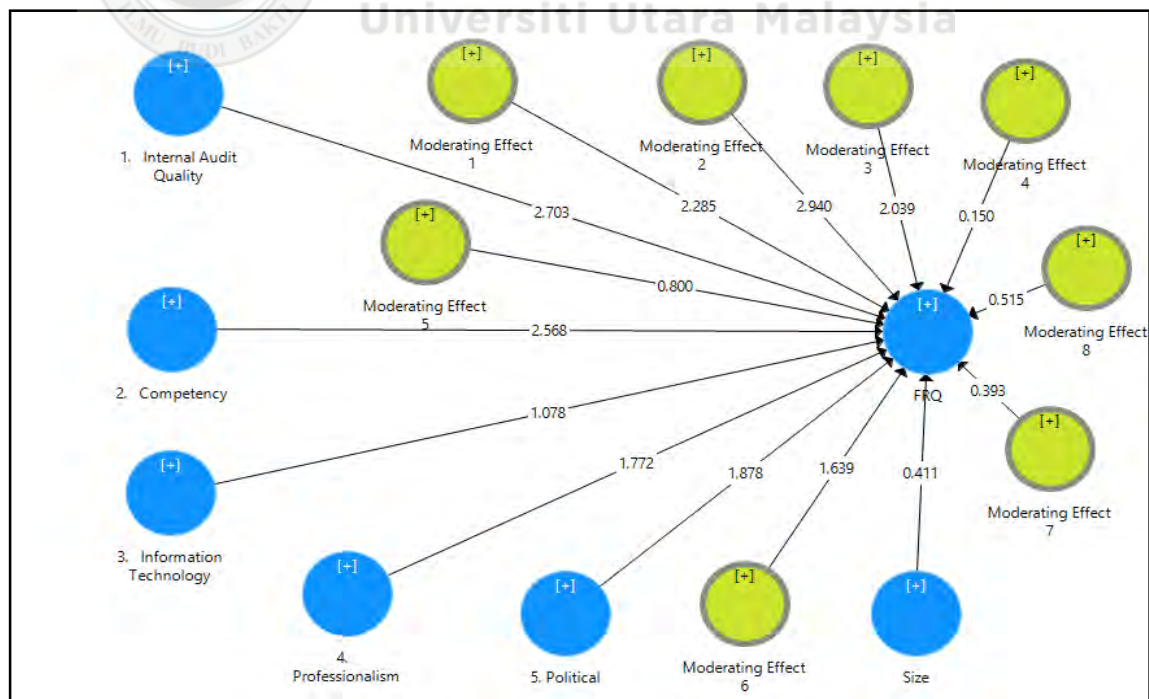 Universiti Utara Malaysia
[+]
1. Internal Audit
Quality
[+]
Moderating Effect
1
[+]
Moderating Effect
2
[+]
Moderating Effect
3
[+]
Moderating Effect
4
[+]
Moderating Effect
5
[+]
Moderating Effect
8
[+]
2. Competency
[+]
FRQ
[+]
Moderating Effect
7
[+]
3. Information
Technology
[+]
4.
Professionalism
[+]
5. Political
[+]
Moderating Effect
6
[+]
Size
2.703
2.285
2.940
2.039
0.150
0.800
0.515
2.568
0.393
1.078
1.772
1.878
1.639
0.411